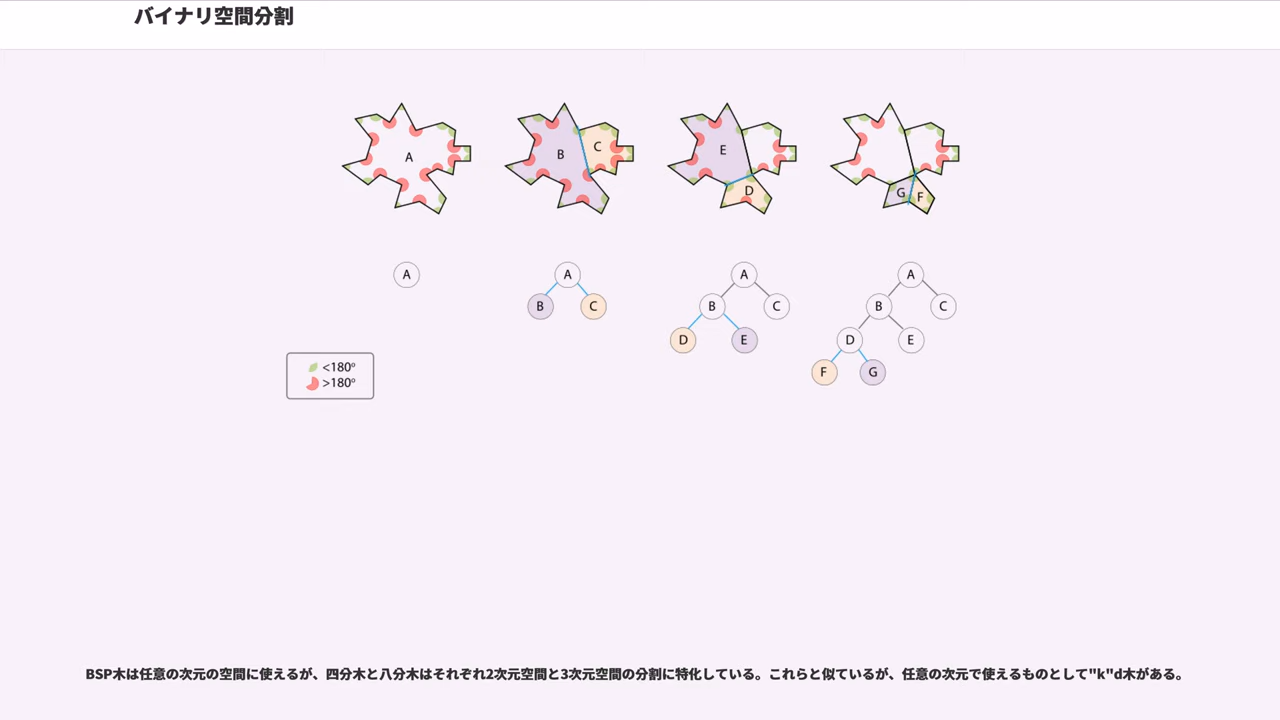 バイナリ空間分割
A
B C
E D
G F
A
A
B C
A
B C
D E
A
B C
D E
F G
<180º
>180º
BSP木は任意の次元の空間に使えるが、四分木と八分木はそれぞれ2次元空間と3次元空間の分割に特化している。これらと似ているが、任意の次元で使えるものとして"k"d木がある。